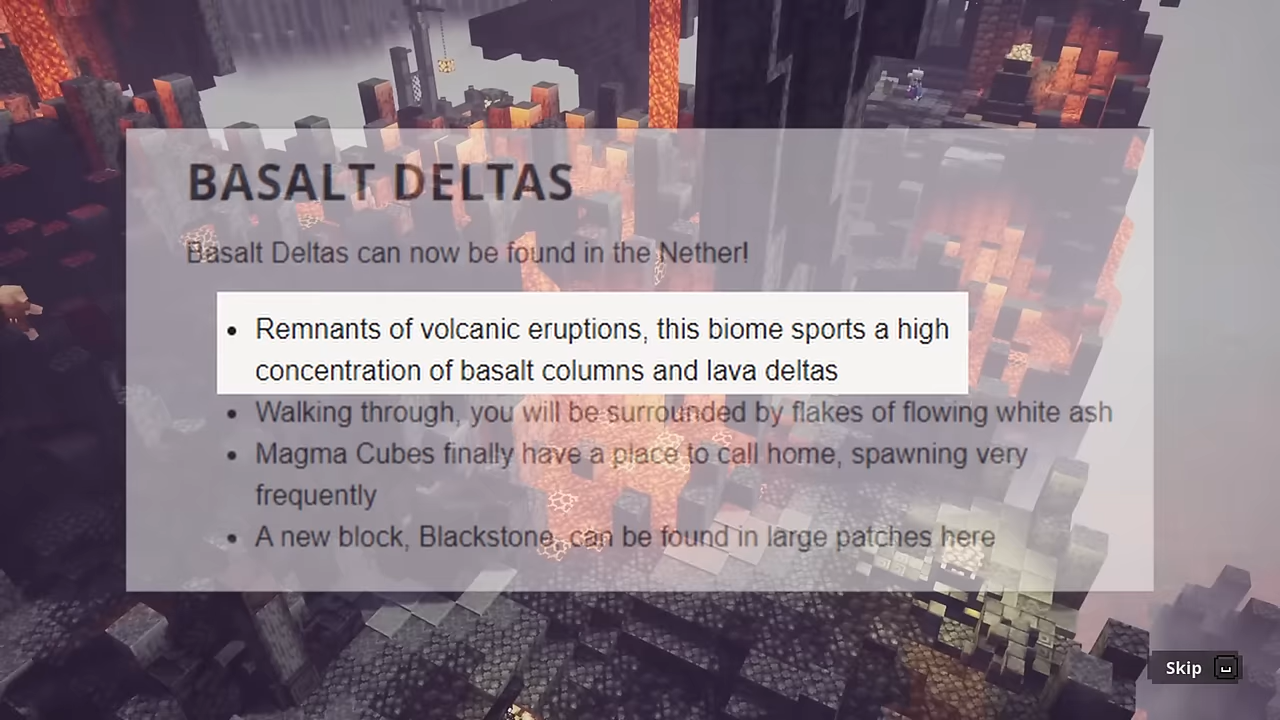 BASALT DELTAS
Basalt Deltas can now be found in the Nether!
• Remnants of volcanic eruptions, this biome sports a high
concentration of basalt columns and lava deltas
• Walking through, you will be surrounded by flakes of flowing white ash
• Magma Cubes finally have a place to call home, spawning very
frequently
• A new block, Blackstone, can be found in large patches here
Skip